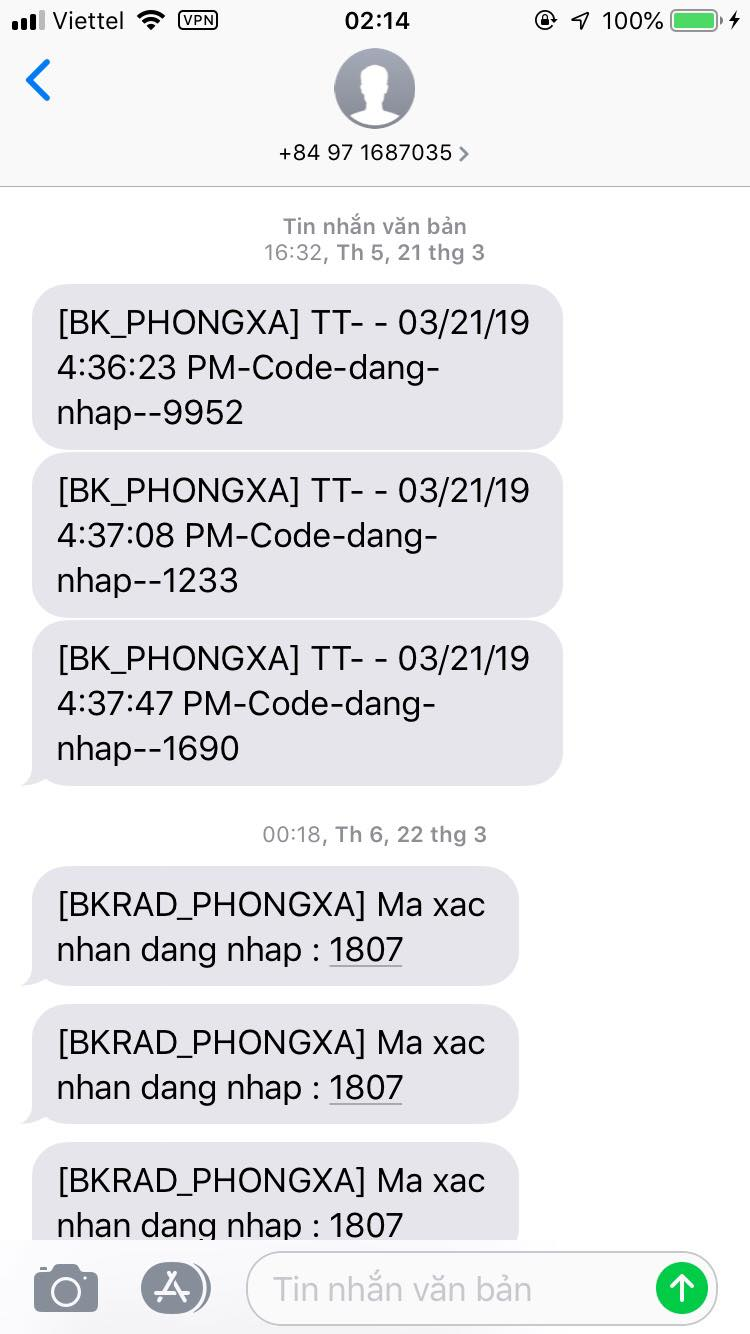 Viettel VPN 02:14 100%
+84 97 1687035
Tin nhắn văn bản
16:32, Th 5, 21 thg 3
[BK_PHONGXA] TT- - 03/21/19
4:36:23 PM-Code-dang-
nhap--9952
[BK_PHONGXA] TT- - 03/21/19
4:37:08 PM-Code-dang-
nhap--1233
[BK_PHONGXA] TT- - 03/21/19
4:37:47 PM-Code-dang-
nhap--1690
00:18, Th 6, 22 thg 3
[BKRAD_PHONGXA] Ma xac
nhan dang nhap : 1807
[BKRAD_PHONGXA] Ma xac
nhan dang nhap : 1807
[BKRAD_PHONGXA] Ma xac
nhan dang nhap : 1807
Tin nhắn văn bản